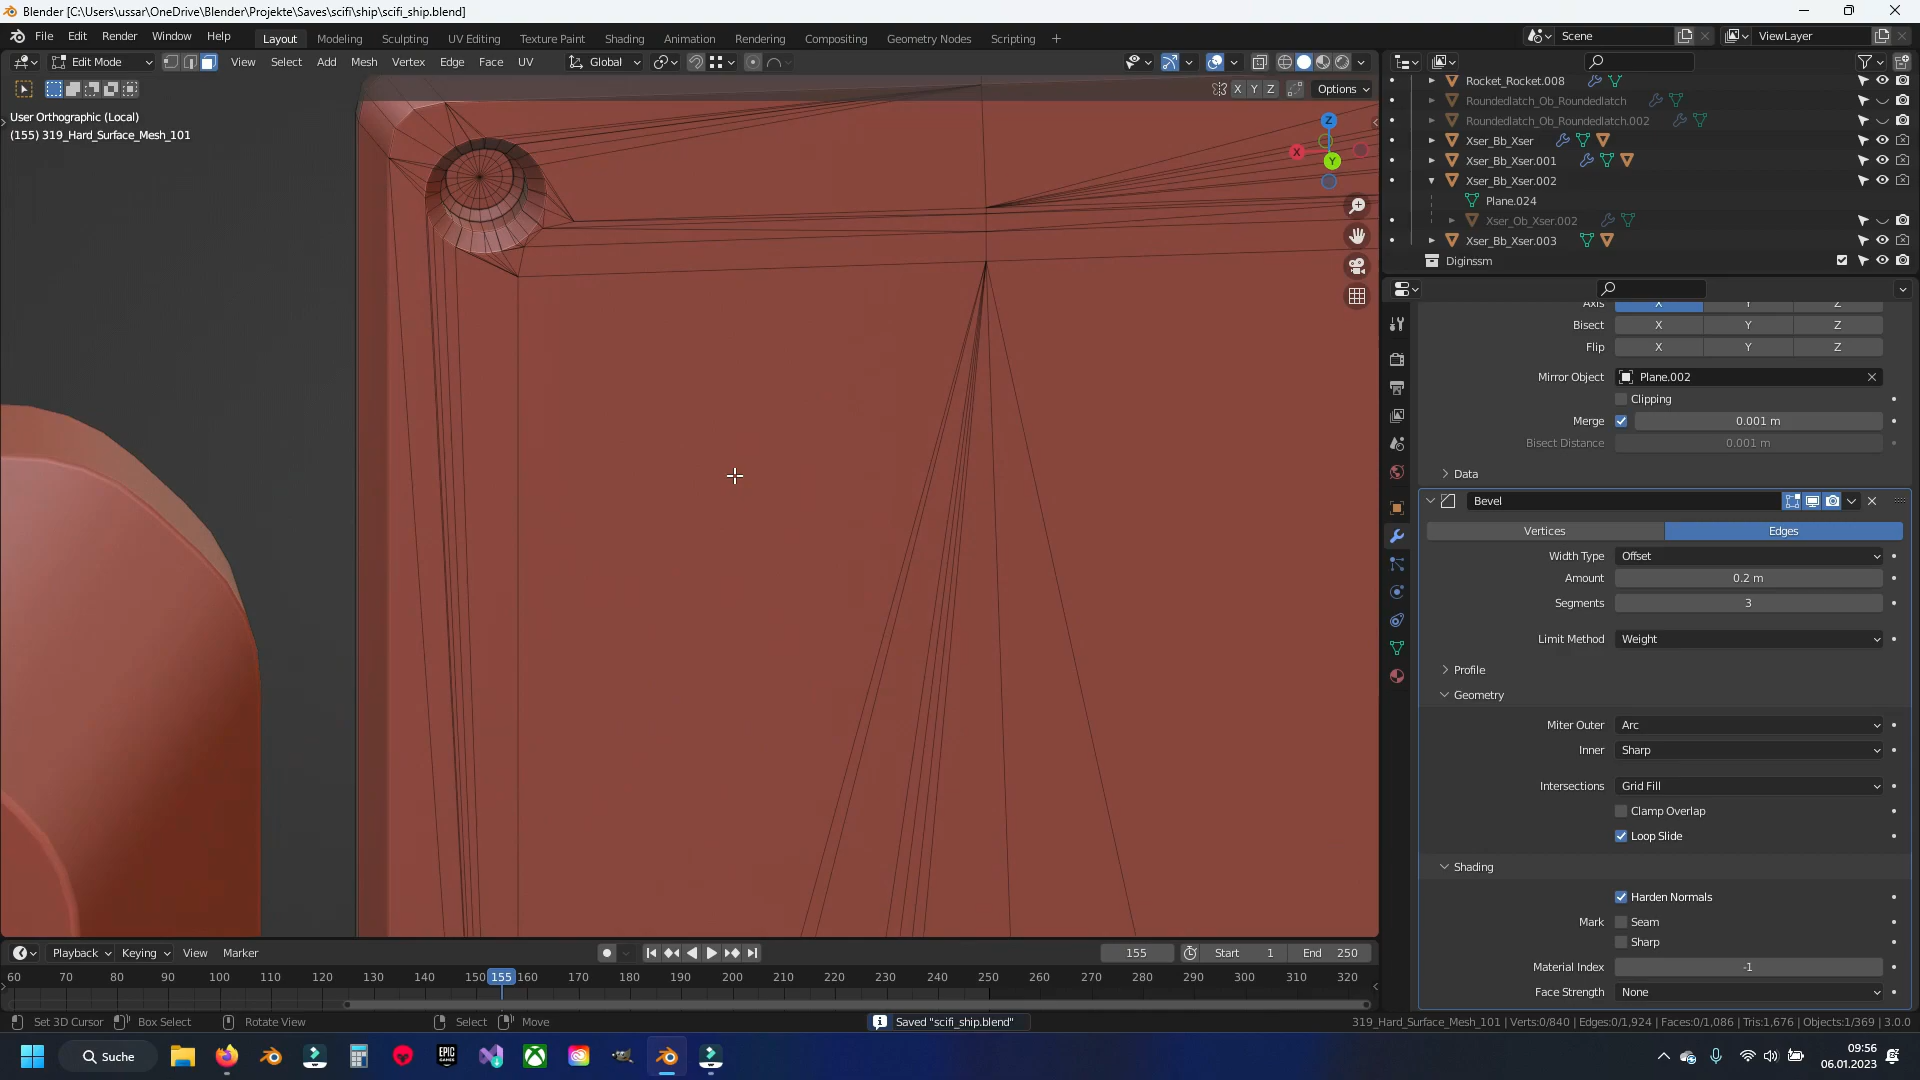 Blender [C:\Users\ussar\OneDrive\Blender\Projekte\Saves\scifi\ship\scifi_ship.blend]
File Edit Render Window Help Layout Modeling Sculpting UV Editing Texture Paint Shading Animation Rendering Compositing Geometry Nodes Scripting + Scene ViewLayer
Edit Mode View Select Add Mesh Vertex Edge Face UV Global
X Y Z Options
User Orthographic (Local)
(155) 319_Hard_Surface_Mesh_101
Z
X
Y
Rocket_Rocket.008
Roundedlatch_Ob_Roundedlatch
Roundedlatch_Ob_Roundedlatch.002
Xser_Bb_Xser
Xser_Bb_Xser.001
Xser_Bb_Xser.002
Plane.024
Xser_Ob_Xser.002
Xser_Bb_Xser.003
Diginssm
Axis X Y Z
Bisect X Y Z
Flip X Y Z
Mirror Object Plane.002
Clipping
Merge 0.001 m
Bisect Distance 0.001 m
Data
Bevel
Vertices Edges
Width Type Offset
Amount 0.2 m
Segments 3
Limit Method Weight
Profile
Geometry
Miter Outer Arc
Inner Sharp
Intersections Grid Fill
Clamp Overlap
Loop Slide
Shading
Harden Normals
Mark Seam
Sharp
Material Index -1
Face Strength None
Playback Keying View Marker 155 Start 1 End 250
60 70 80 90 100 110 120 130 140 150 155 160 170 180 190 200 210 220 230 240 250 260 270 280 290 300 310 320
Set 3D Cursor Box Select Rotate View Select Move Saved "scifi_ship.blend" 319_Hard_Surface_Mesh_101 | Verts:0/840 | Edges:0/1,924 | Faces:0/1,086 | Tris:1,676 | Objects:1/369 | 3.0.0
Suche
EPIC GAMES
09:56
06.01.2023